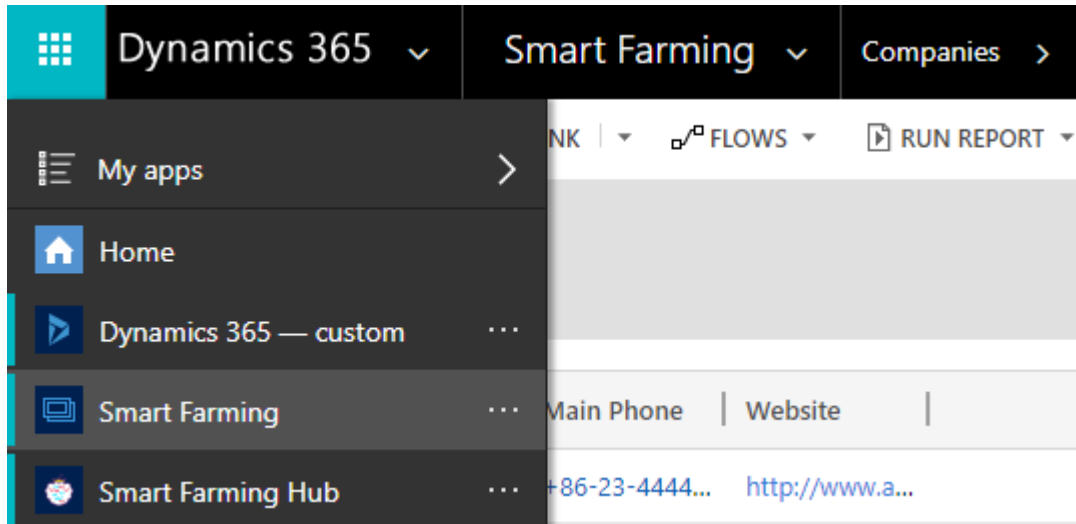 Dynamics 365 Smart Farming Companies
My apps
NK FLOWS RUN REPORT
Home
Dynamics 365 — custom ...
Smart Farming ...
Main Phone Website
Smart Farming Hub ...
+86-23-4444... http://www.a...